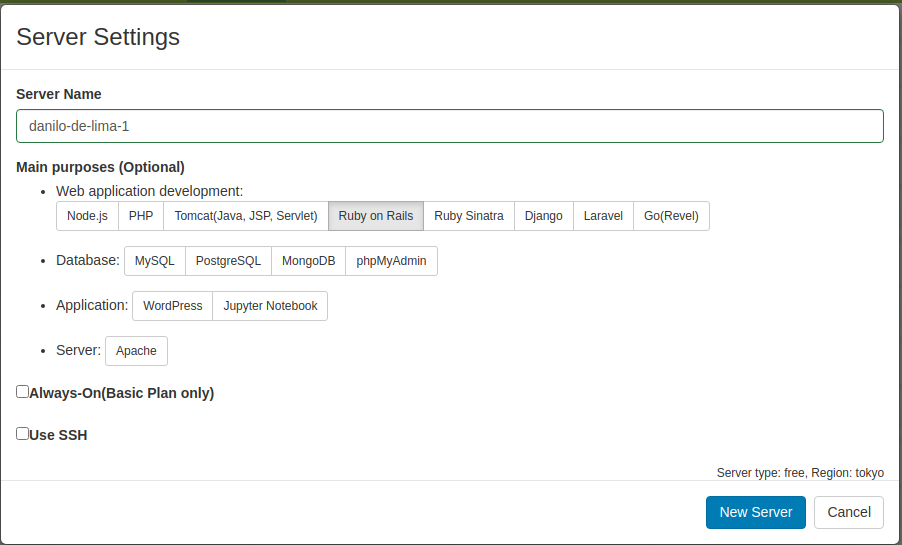 Server Settings
Server Name
danilo-de-lima-1
Main purposes (Optional)
Web application development:
Node.js PHP Tomcat(Java, JSP, Servlet) Ruby on Rails Ruby Sinatra Django Laravel Go(Revel)
Database: MySQL PostgreSQL MongoDB phpMyAdmin
Application: WordPress Jupyter Notebook
Server: Apache
Always-On(Basic Plan only)
Use SSH
Server type: free, Region: tokyo
New Server Cancel